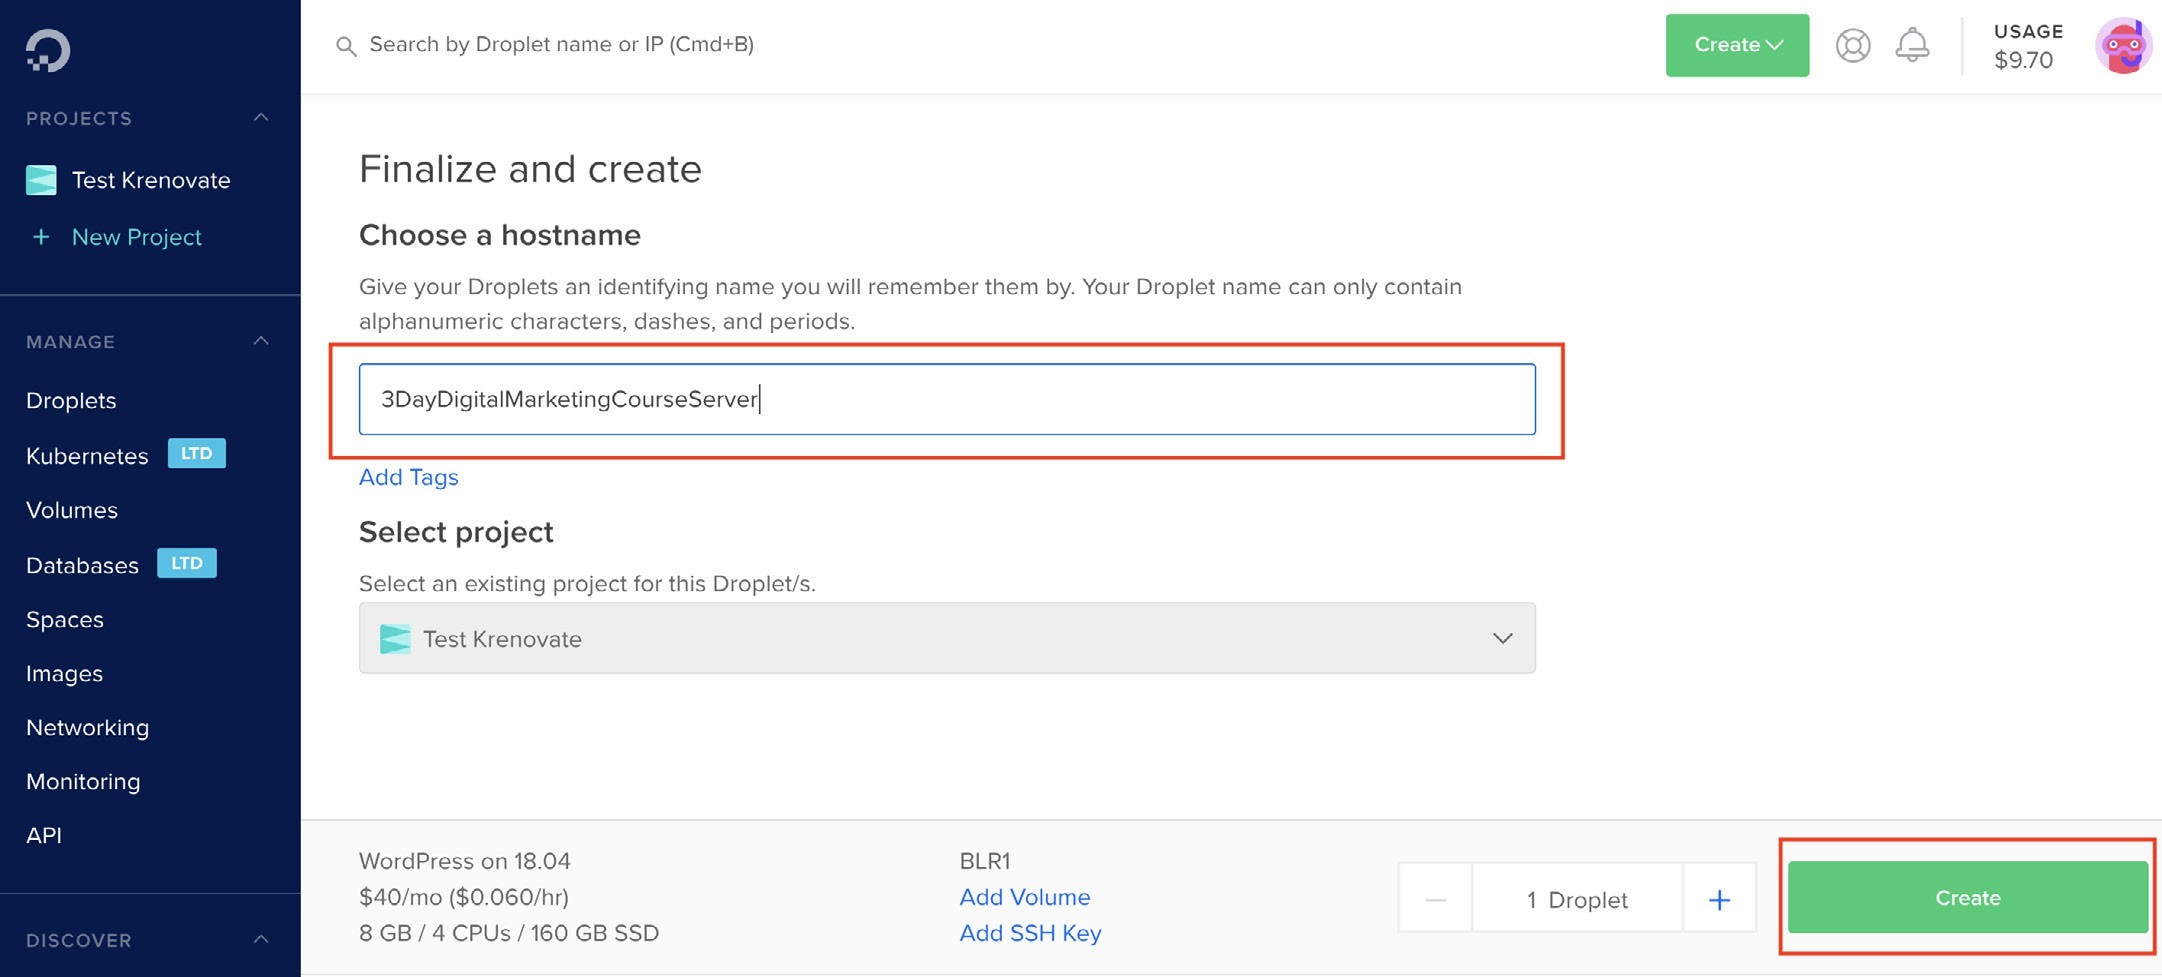 Search by Droplet name or IP (Cmd+B)
Create
USAGE
$9.70
PROJECTS
Test Krenovate
+ New Project
MANAGE
Droplets
Kubernetes LTD
Volumes
Databases LTD
Spaces
Images
Networking
Monitoring
API
DISCOVER
Finalize and create
Choose a hostname
Give your Droplets an identifying name you will remember them by. Your Droplet name can only contain
alphanumeric characters, dashes, and periods.
3DayDigitalMarketingCourseServer
Add Tags
Select project
Select an existing project for this Droplet/s.
Test Krenovate
WordPress on 18.04
$40/mo ($0.060/hr)
8 GB / 4 CPUs / 160 GB SSD
BLR1
Add Volume
Add SSH Key
− 1 Droplet +
Create